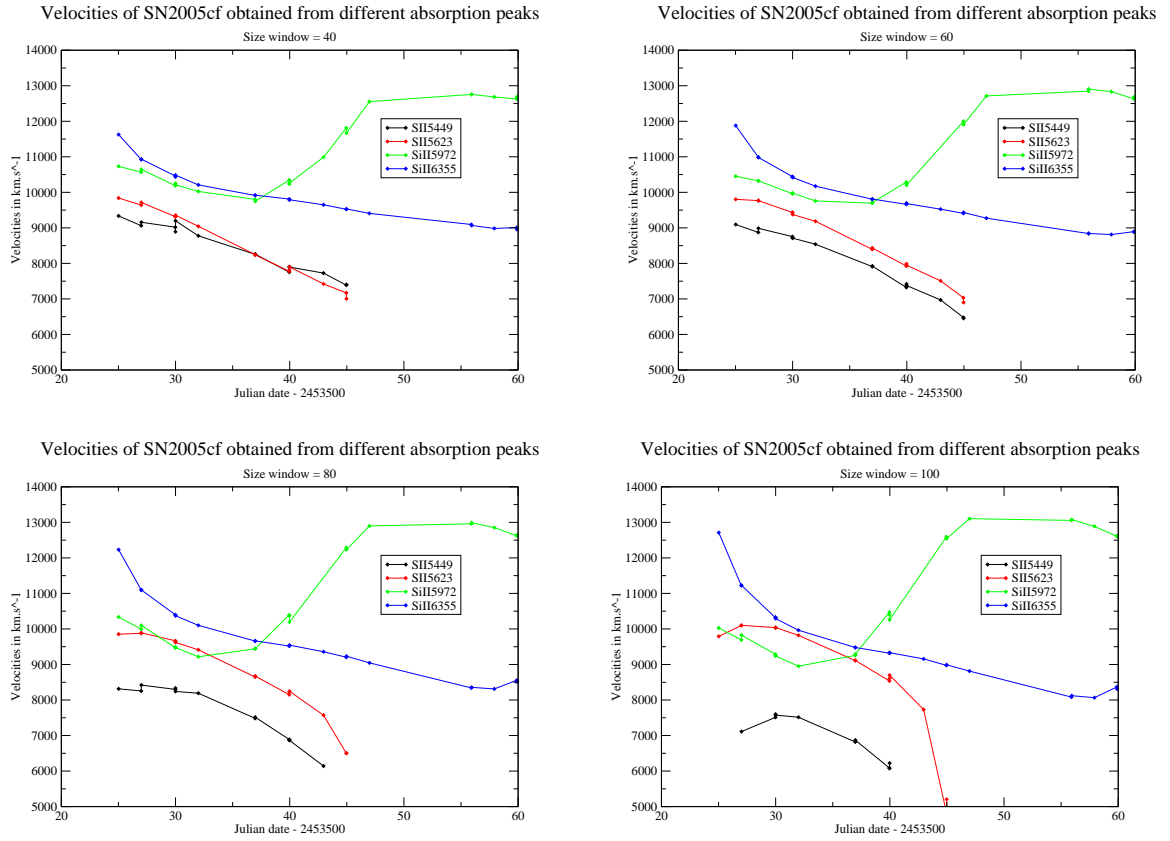 Velocities of SN2005cf obtained from different absorption peaks
Size window = 40
14000
13000
12000
11000
10000
9000
8000
7000
6000
5000
Velocities in km.s^-1
SII5449
SII5623
SiII5972
SiII6355
20 30 40 50 60
Julian date - 2453500
Velocities of SN2005cf obtained from different absorption peaks
Size window = 60
14000
13000
12000
11000
10000
9000
8000
7000
6000
5000
Velocities in km.s^-1
SII5449
SII5623
SiII5972
SiII6355
20 30 40 50 60
Julian date - 2453500
Velocities of SN2005cf obtained from different absorption peaks
Size window = 80
14000
13000
12000
11000
10000
9000
8000
7000
6000
5000
Velocities in km.s^-1
SII5449
SII5623
SiII5972
SiII6355
20 30 40 50 60
Julian date - 2453500
Velocities of SN2005cf obtained from different absorption peaks
Size window = 100
14000
13000
12000
11000
10000
9000
8000
7000
6000
5000
Velocities in km.s^-1
SII5449
SII5623
SiII5972
SiII6355
20 30 40 50 60
Julian date - 2453500